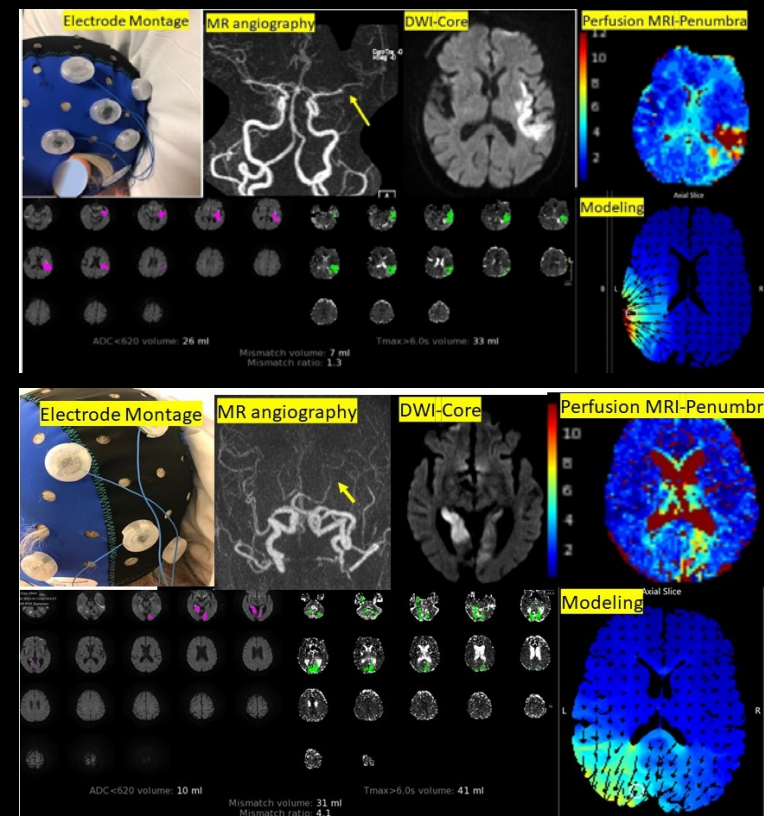 Electrode Montage
MR angiography
DWI-Core
Perfusion MRI-Penumbra
10
8
6
4
2
Axial Slice
Modeling
L
R
ADC<620 volume: 26 ml
Tmax>6.0s volume: 33 ml
Mismatch volume: 7 ml
Mismatch ratio: 1.3
Electrode Montage
MR angiography
DWI-Core
Perfusion MRI-Penumbr
10
8
6
4
2
Axial Slice
Modeling
L
R
ADC<620 volume: 10 ml
Tmax>6.0s volume: 41 ml
Mismatch volume: 31 ml
Mismatch ratio: 4.1